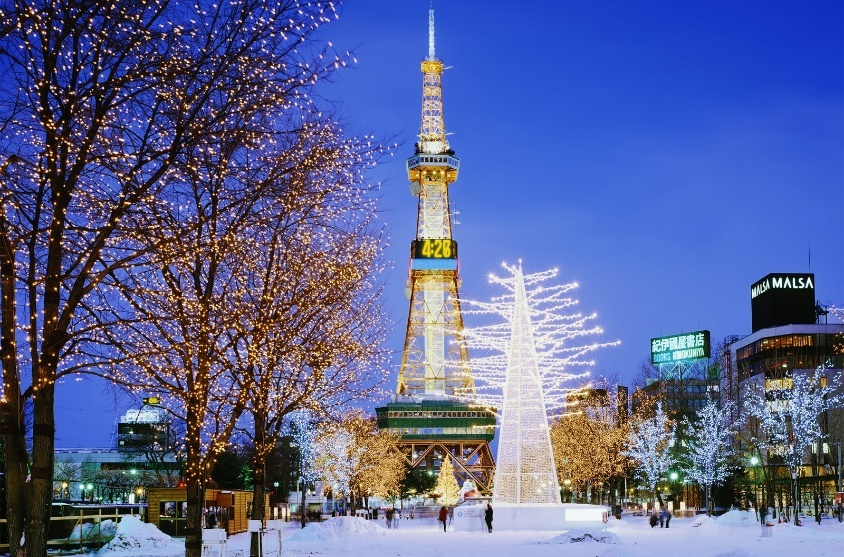 4:28
MALSA MALSA
紀伊國屋書店
BOOKS KINOKUNIYA